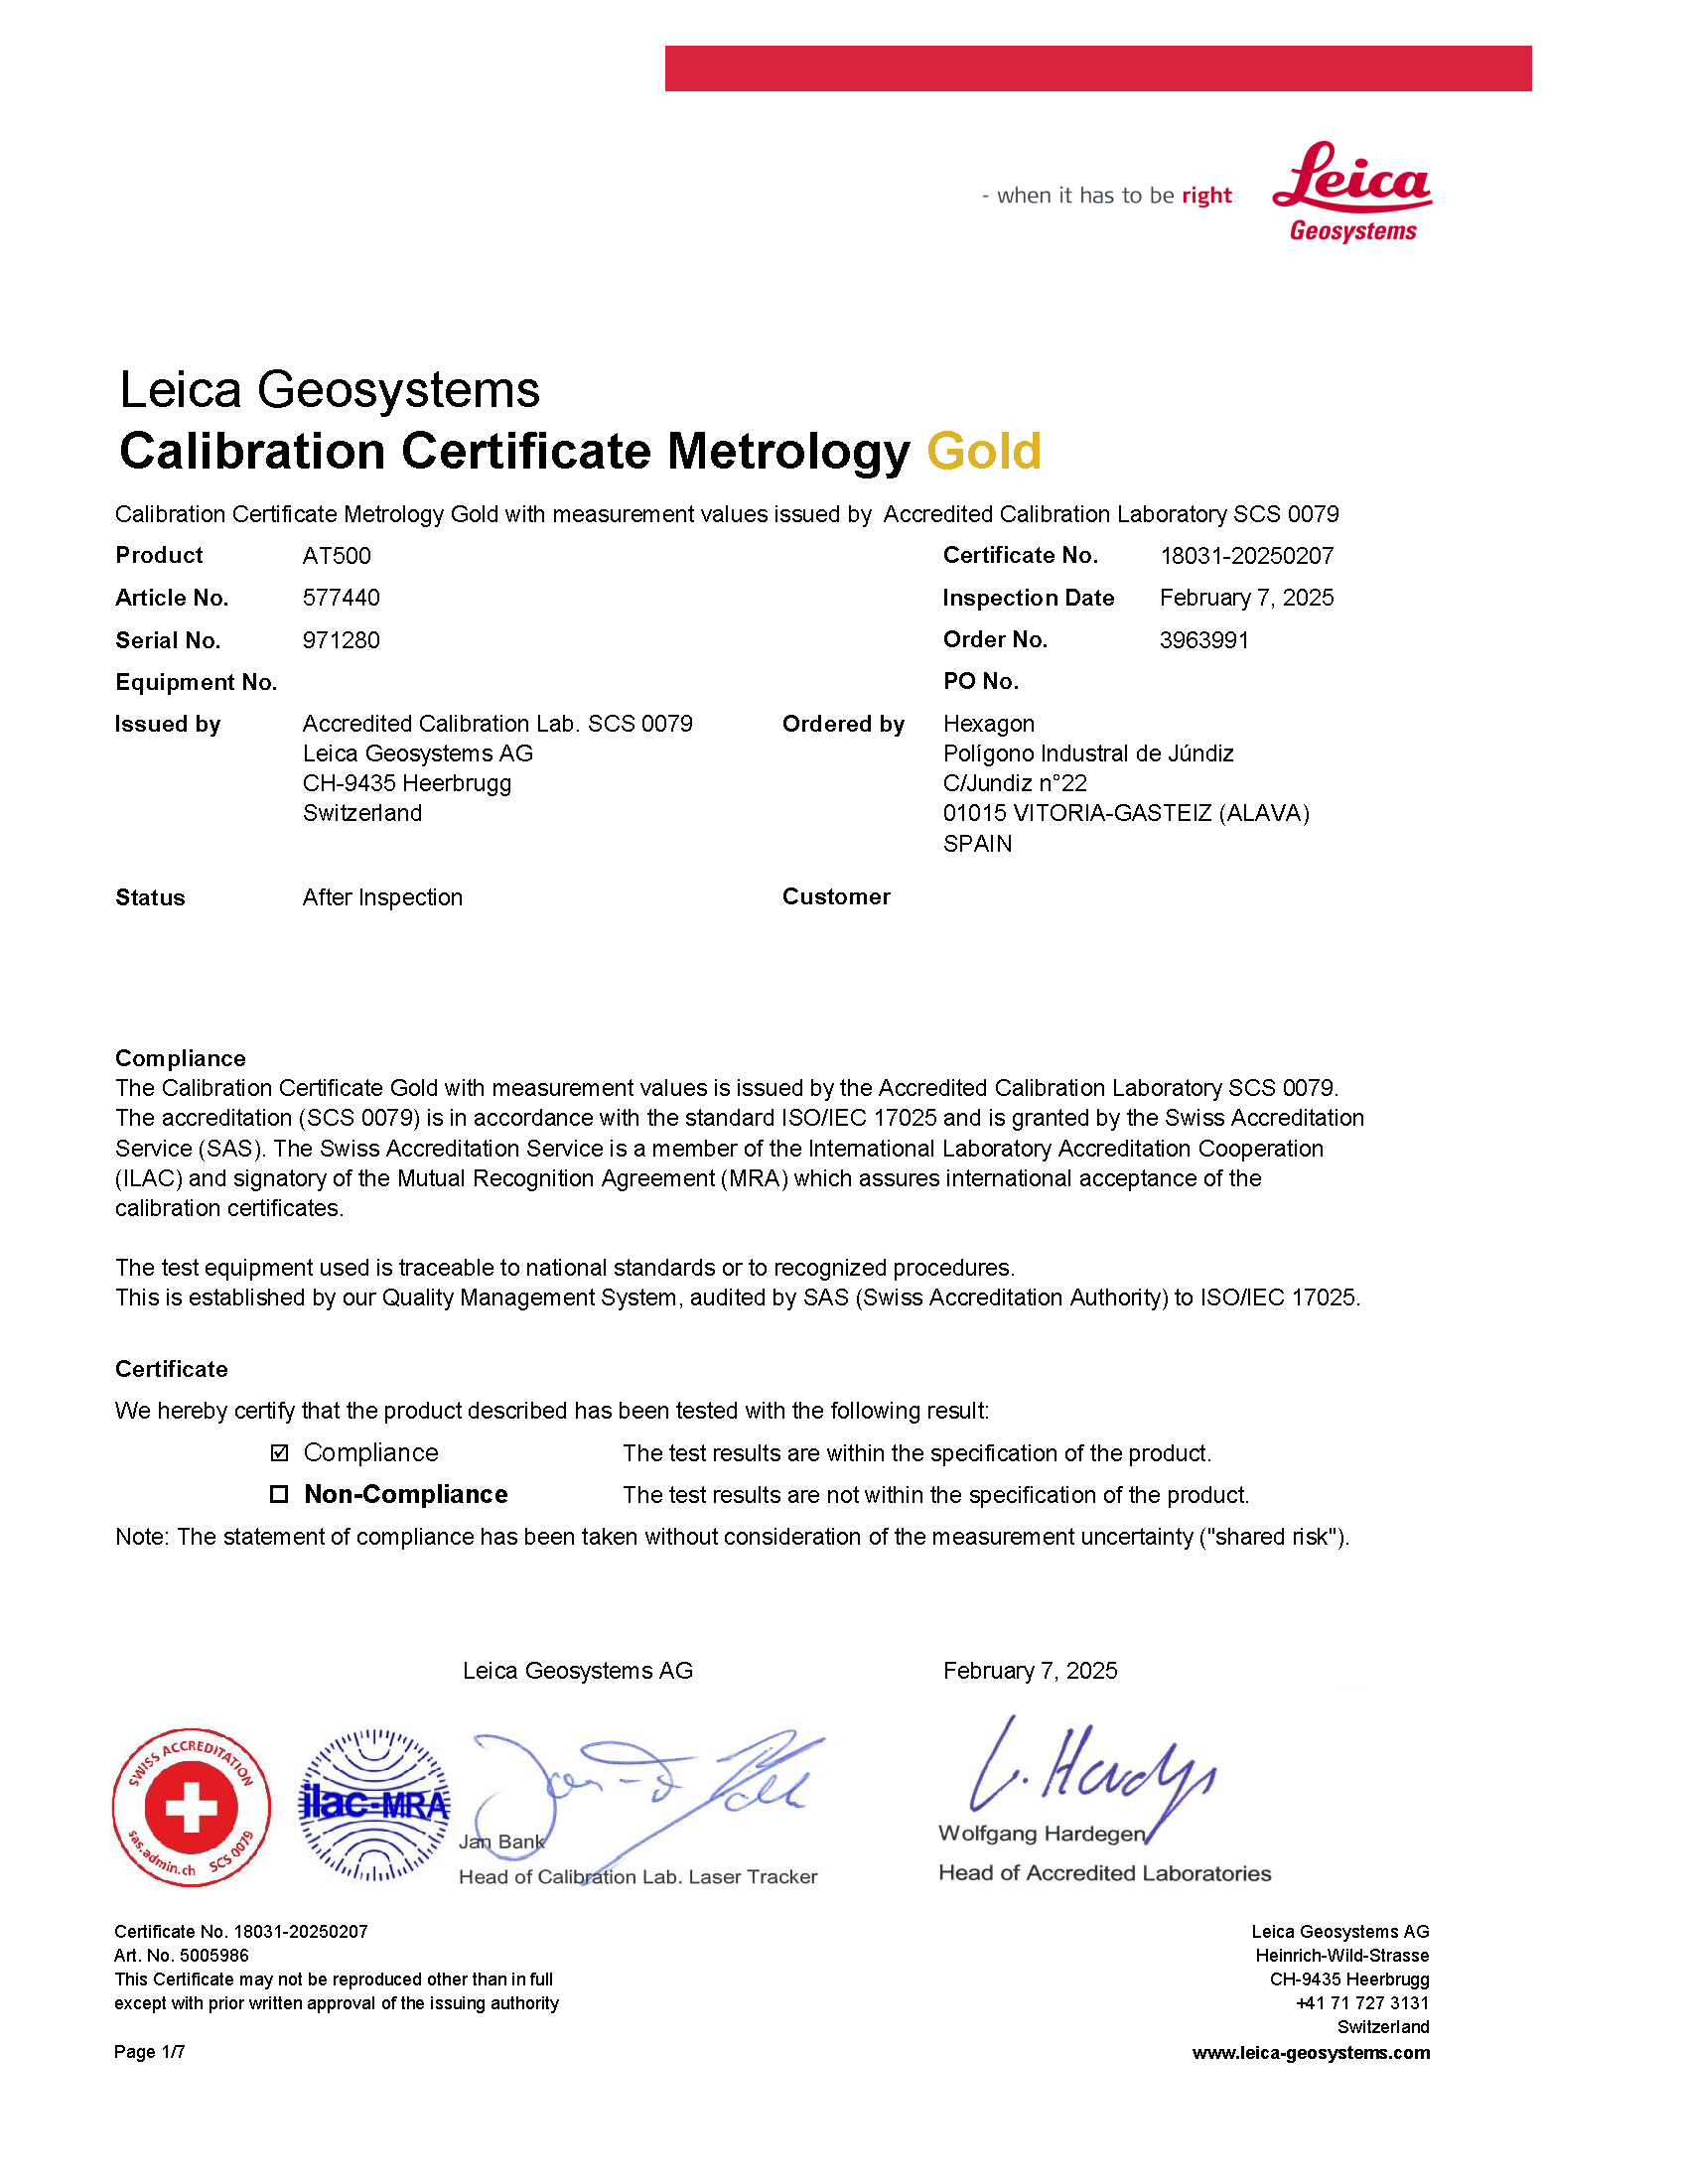 - when it has to be right
Leica
Geosystems
Leica Geosystems
Calibration Certificate Metrology Gold
Calibration Certificate Metrology Gold with measurement values issued by Accredited Calibration Laboratory SCS 0079
Product AT500 Certificate No. 18031-20250207
Article No. 577440 Inspection Date February 7, 2025
Serial No. 971280 Order No. 3963991
Equipment No. PO No.
Issued by Accredited Calibration Lab. SCS 0079 Ordered by Hexagon
Leica Geosystems AG Polígono Industral de Júndiz
CH-9435 Heerbrugg C/Jundiz n°22
Switzerland 01015 VITORIA-GASTEIZ (ALAVA)
SPAIN
Status After Inspection Customer
Compliance
The Calibration Certificate Gold with measurement values is issued by the Accredited Calibration Laboratory SCS 0079.
The accreditation (SCS 0079) is in accordance with the standard ISO/IEC 17025 and is granted by the Swiss Accreditation
Service (SAS). The Swiss Accreditation Service is a member of the International Laboratory Accreditation Cooperation
(ILAC) and signatory of the Mutual Recognition Agreement (MRA) which assures international acceptance of the
calibration certificates.
The test equipment used is traceable to national standards or to recognized procedures.
This is established by our Quality Management System, audited by SAS (Swiss Accreditation Authority) to ISO/IEC 17025.
Certificate
We hereby certify that the product described has been tested with the following result:
☑ Compliance The test results are within the specification of the product.
☐ Non-Compliance The test results are not within the specification of the product.
Note: The statement of compliance has been taken without consideration of the measurement uncertainty ("shared risk").
Leica Geosystems AG February 7, 2025
SWISS ACCREDITATION
sas.admin.ch SCS 0079
ilac-MRA
Jan Bank
Head of Calibration Lab. Laser Tracker
Wolfgang Hardegen
Head of Accredited Laboratories
Certificate No. 18031-20250207
Art. No. 5005986
This Certificate may not be reproduced other than in full
except with prior written approval of the issuing authority
Page 1/7
Leica Geosystems AG
Heinrich-Wild-Strasse
CH-9435 Heerbrugg
+41 71 727 3131
Switzerland
www.leica-geosystems.com